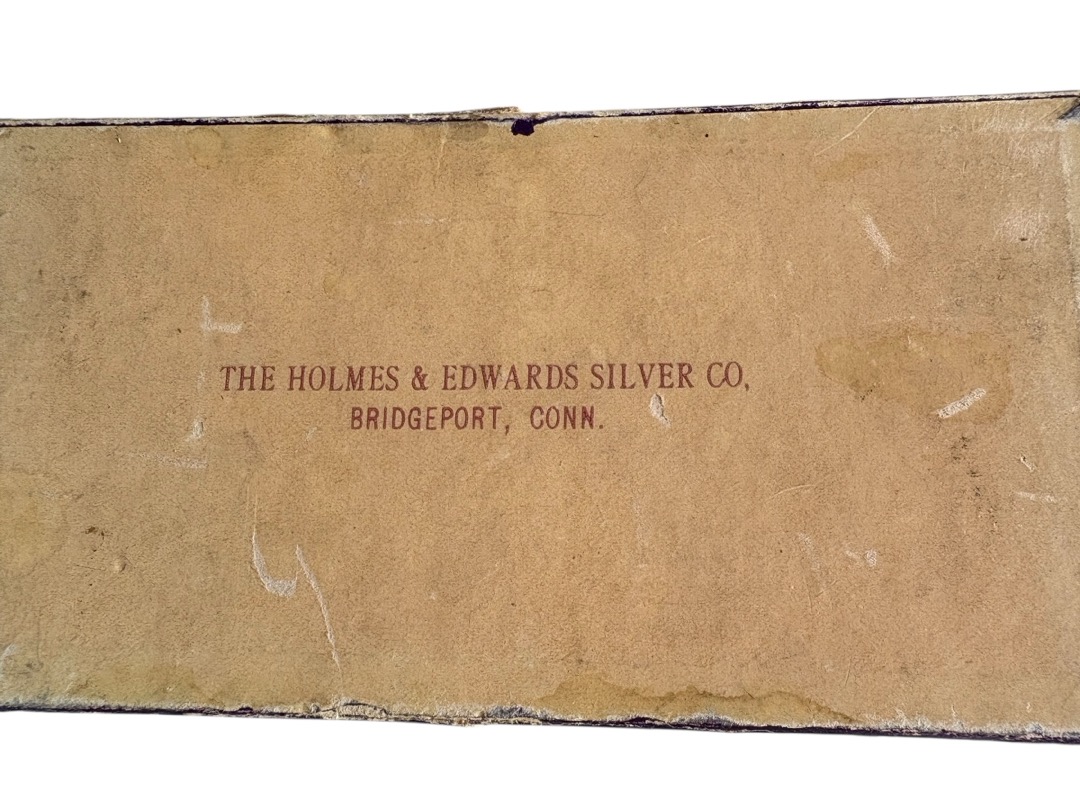 THE HOLMES & EDWARDS SILVER CO,
BRIDGEPORT, CONN.